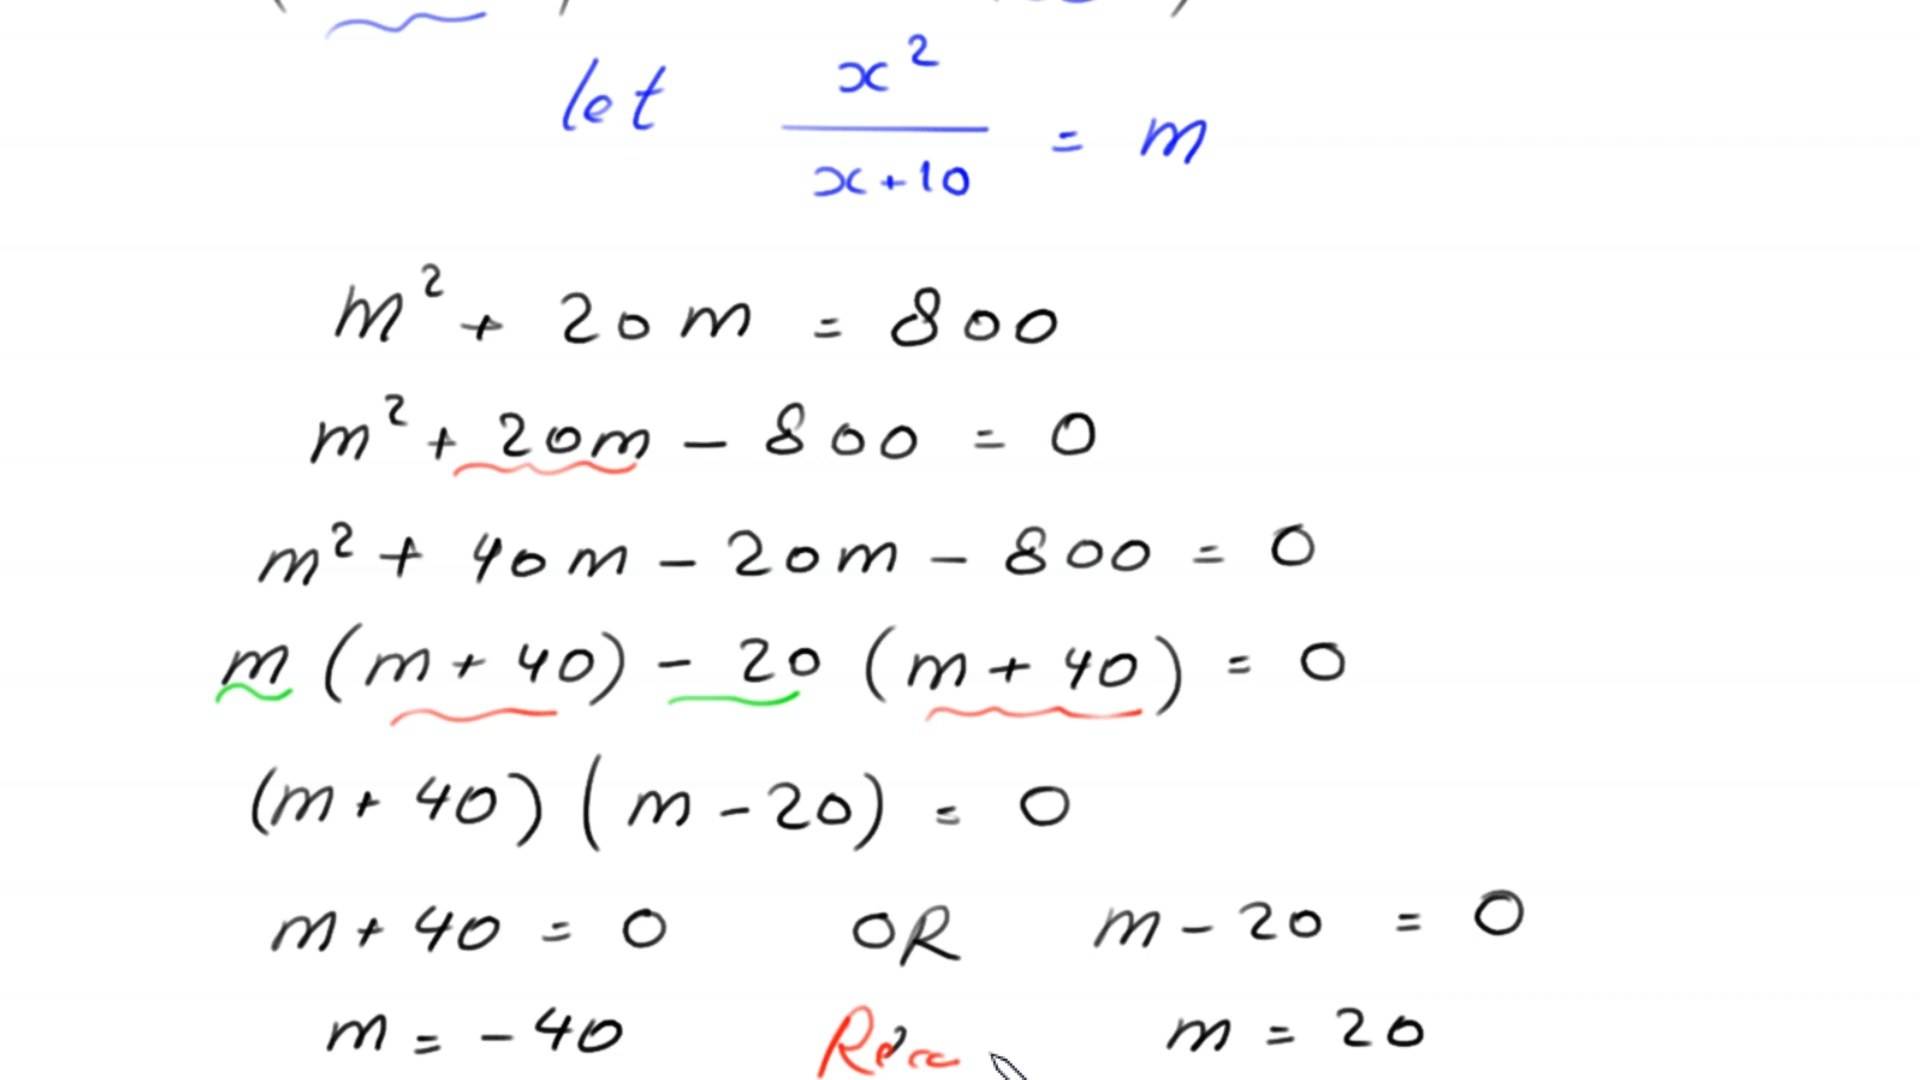 let x²/(x+10) = m
m² + 20m = 800
m² + 20m - 800 = 0
m² + 40m - 20m - 800 = 0
m (m + 40) - 20 (m + 40) = 0
(m + 40) (m - 20) = 0
m + 40 = 0 OR m - 20 = 0
m = -40 m = 20